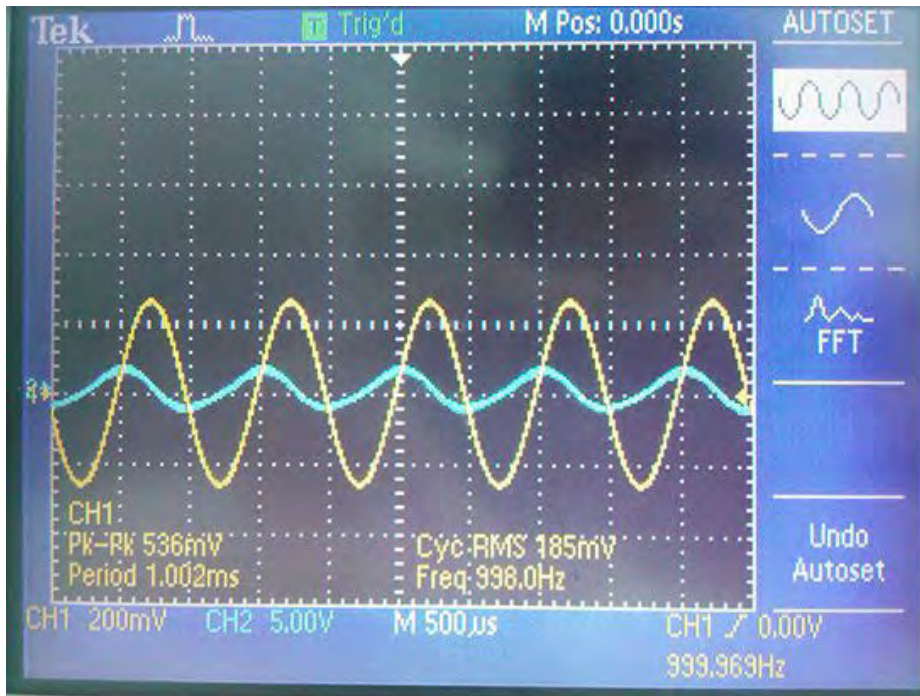 Tek T Trig'd M Pos: 0.000s AUTOSET
FFT
CH1
Pk-Pk 536mV Cyc RMS 185mV
Period 1.002ms Freq 998.0Hz
Undo
Autoset
CH1 200mV CH2 5.00V M 500µs CH1 0.00V
999.969Hz